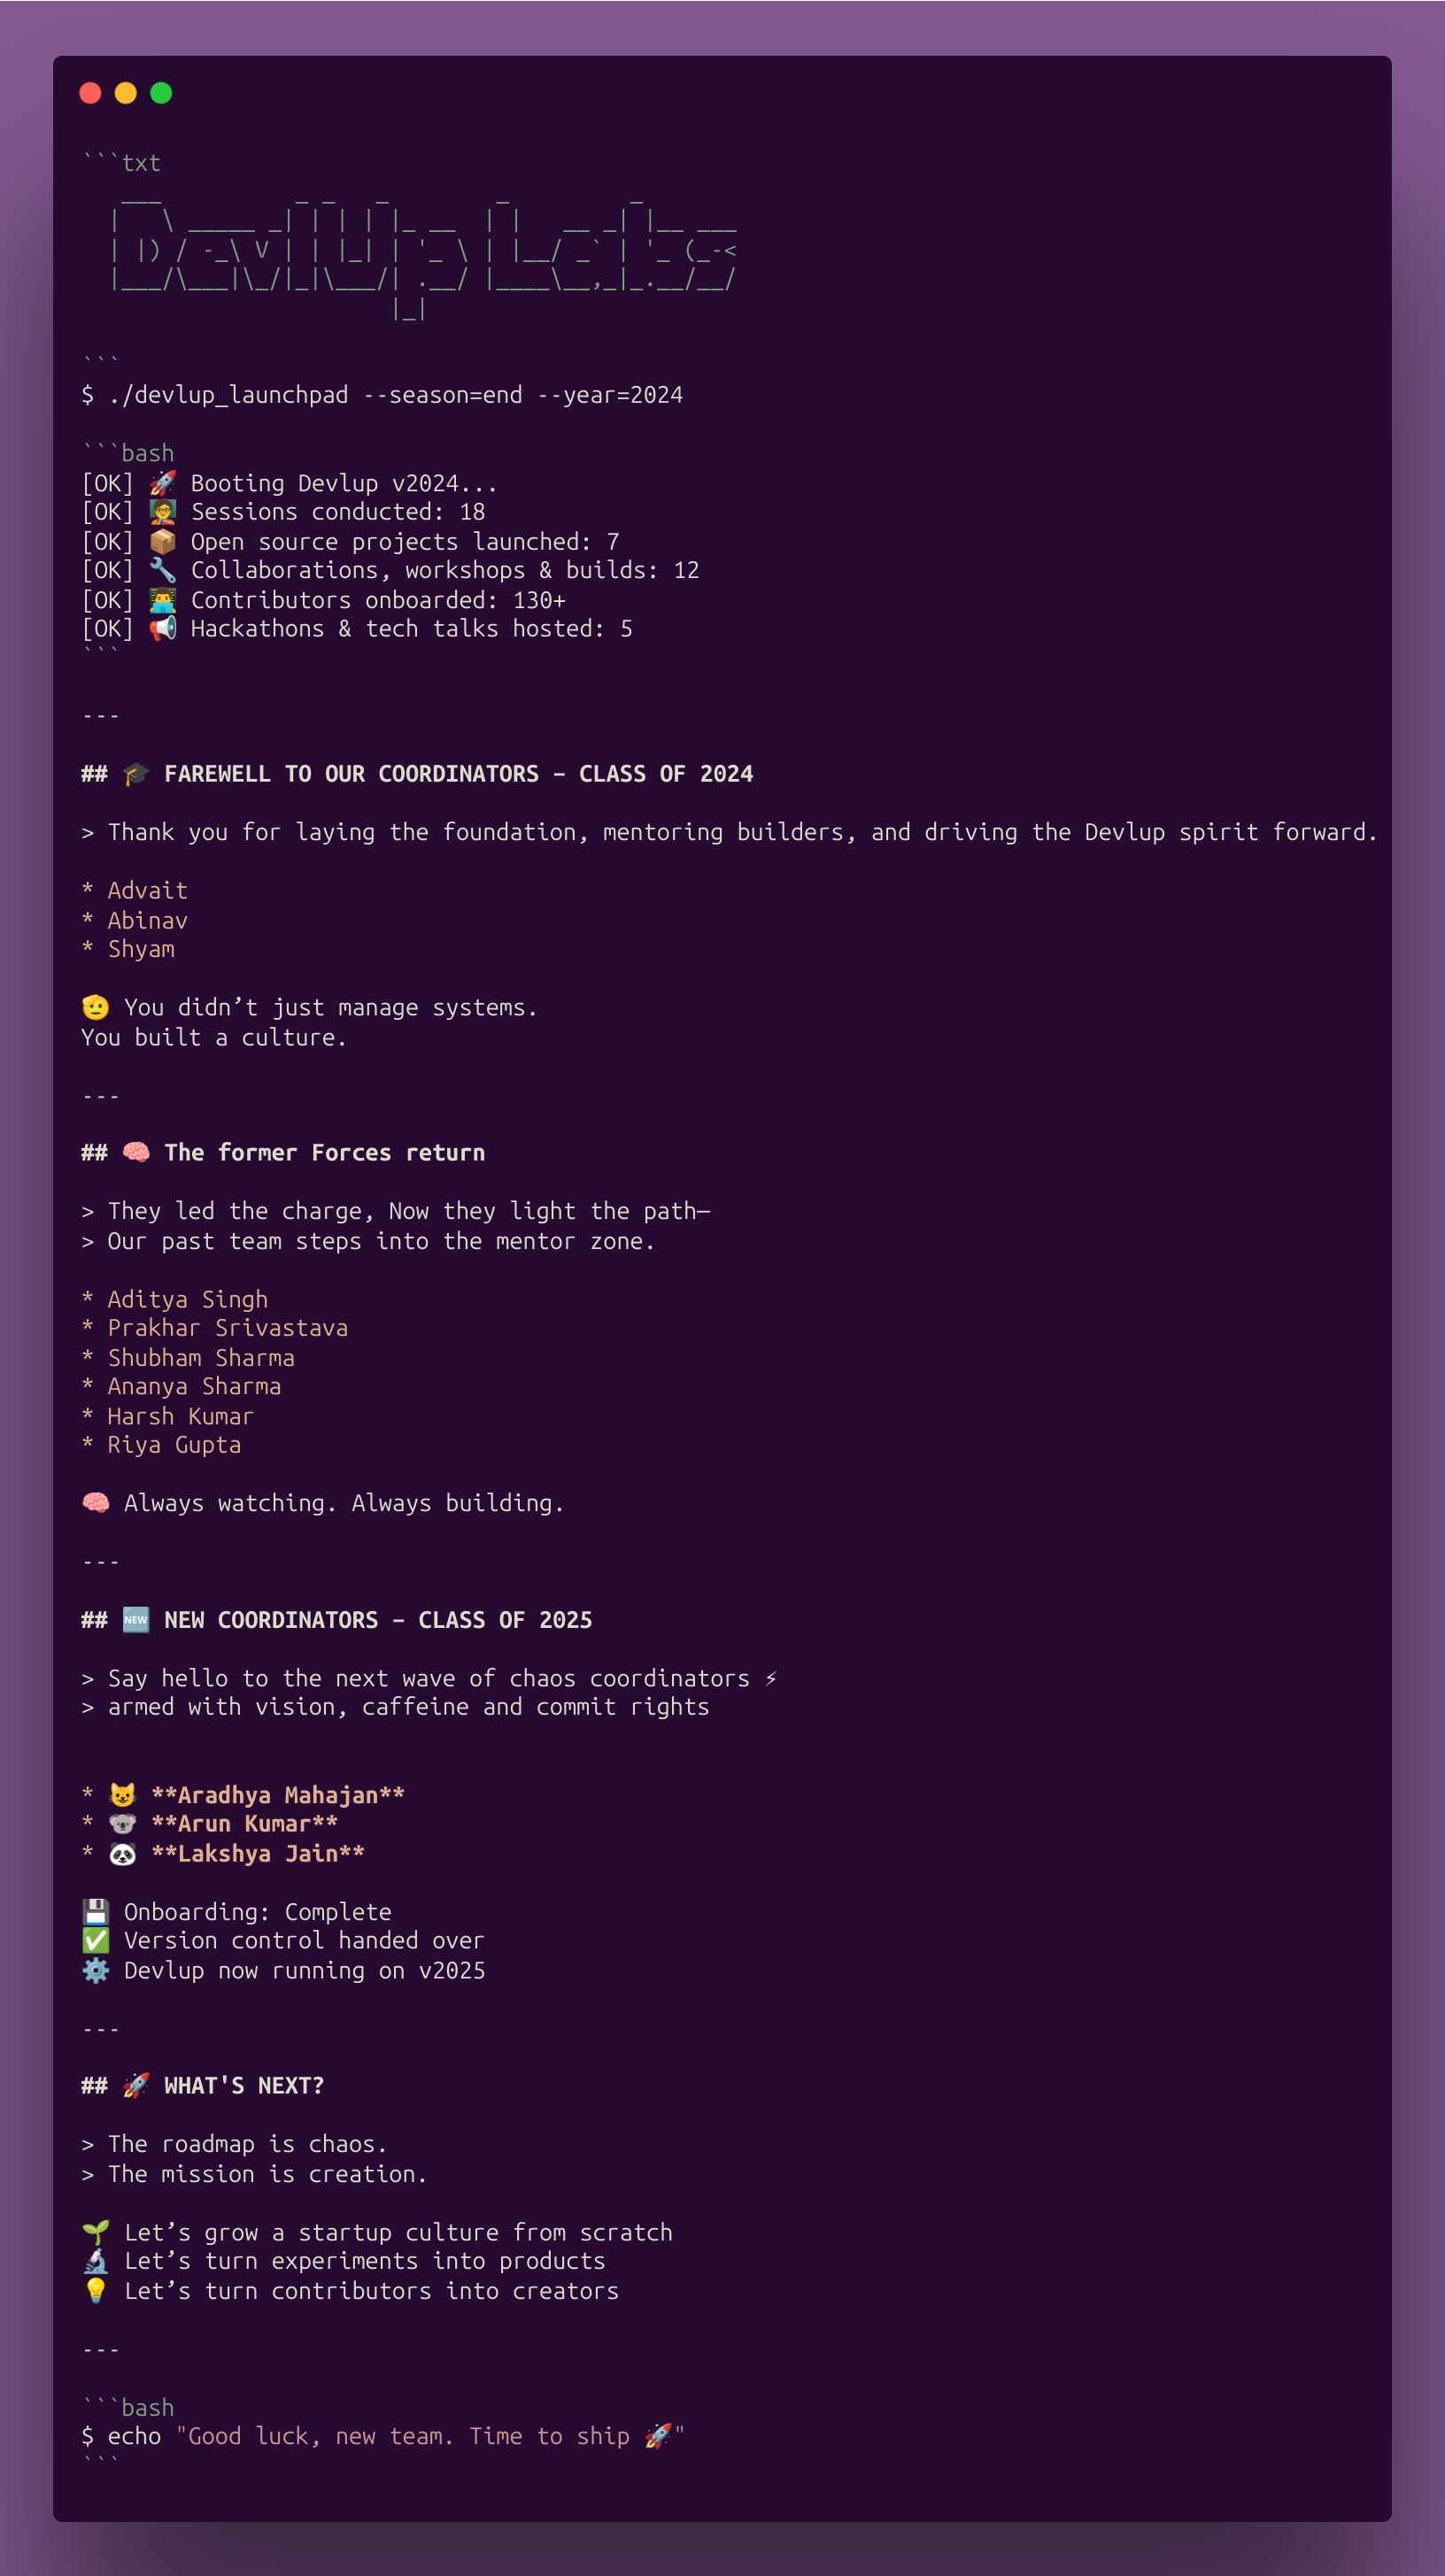 ```txt
   ___          _ _   _        _         _
  |   \ _____ _| | | | |_ __  | |   __ _| |__ ___
  | |) / -_\ V | | |_| | '_ \ | |__/ _` | '_ (_-<
  |___/\___|\_/|_|\___/| .__/ |____\__,_|_.__/__/
                       |_|
```
$ ./devlup_launchpad --season=end --year=2024
```bash
[OK] 🚀 Booting Devlup v2024...
[OK] 🧑‍🏫 Sessions conducted: 18
[OK] 📦 Open source projects launched: 7
[OK] 🔧 Collaborations, workshops & builds: 12
[OK] 👨‍💻 Contributors onboarded: 130+
[OK] 📢 Hackathons & tech talks hosted: 5
```
---
## 🎓 FAREWELL TO OUR COORDINATORS – CLASS OF 2024
> Thank you for laying the foundation, mentoring builders, and driving the Devlup spirit forward.
* Advait
* Abinav
* Shyam
🫡 You didn’t just manage systems.
You built a culture.
---
## 🧠 The former Forces return
> They led the charge, Now they light the path—
> Our past team steps into the mentor zone.
* Aditya Singh
* Prakhar Srivastava
* Shubham Sharma
* Ananya Sharma
* Harsh Kumar
* Riya Gupta
🧠 Always watching. Always building.
---
## 🆕 NEW COORDINATORS – CLASS OF 2025
> Say hello to the next wave of chaos coordinators ⚡
> armed with vision, caffeine and commit rights
* 😺 **Aradhya Mahajan**
* 🐨 **Arun Kumar**
* 🐼 **Lakshya Jain**
💾 Onboarding: Complete
✅ Version control handed over
⚙️ Devlup now running on v2025
---
## 🚀 WHAT'S NEXT?
> The roadmap is chaos.
> The mission is creation.
🌱 Let’s grow a startup culture from scratch
🔬 Let’s turn experiments into products
💡 Let’s turn contributors into creators
---
```bash
$ echo "Good luck, new team. Time to ship 🚀"
```